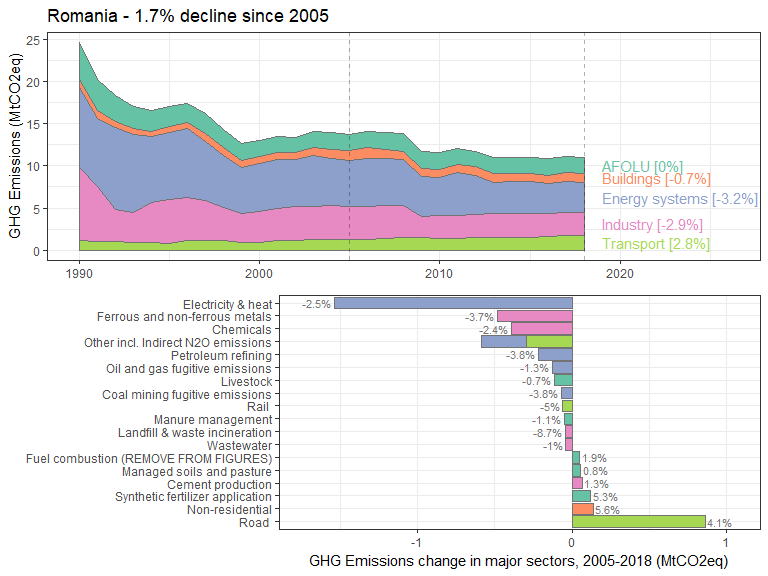 Romania - 1.7% decline since 2005
GHG Emissions (MtCO2eq)
25
20
15
10
5
0
1990
2000
2010
2020
AFOLU [0%]
Buildings [-0.7%]
Energy systems [-3.2%]
Industry [-2.9%]
Transport [2.8%]
Electricity & heat -2.5%
Ferrous and non-ferrous metals -3.7%
Chemicals -2.4%
Other incl. Indirect N2O emissions
Petroleum refining -3.8%
Oil and gas fugitive emissions -1.3%
Livestock -0.7%
Coal mining fugitive emissions -3.8%
Rail -5%
Manure management -1.1%
Landfill & waste incineration -8.7%
Wastewater -1%
Fuel combustion (REMOVE FROM FIGURES) 1.9%
Managed soils and pasture 0.8%
Cement production 1.3%
Synthetic fertilizer application 5.3%
Non-residential 5.6%
Road 4.1%
-1
0
1
GHG Emissions change in major sectors, 2005-2018 (MtCO2eq)